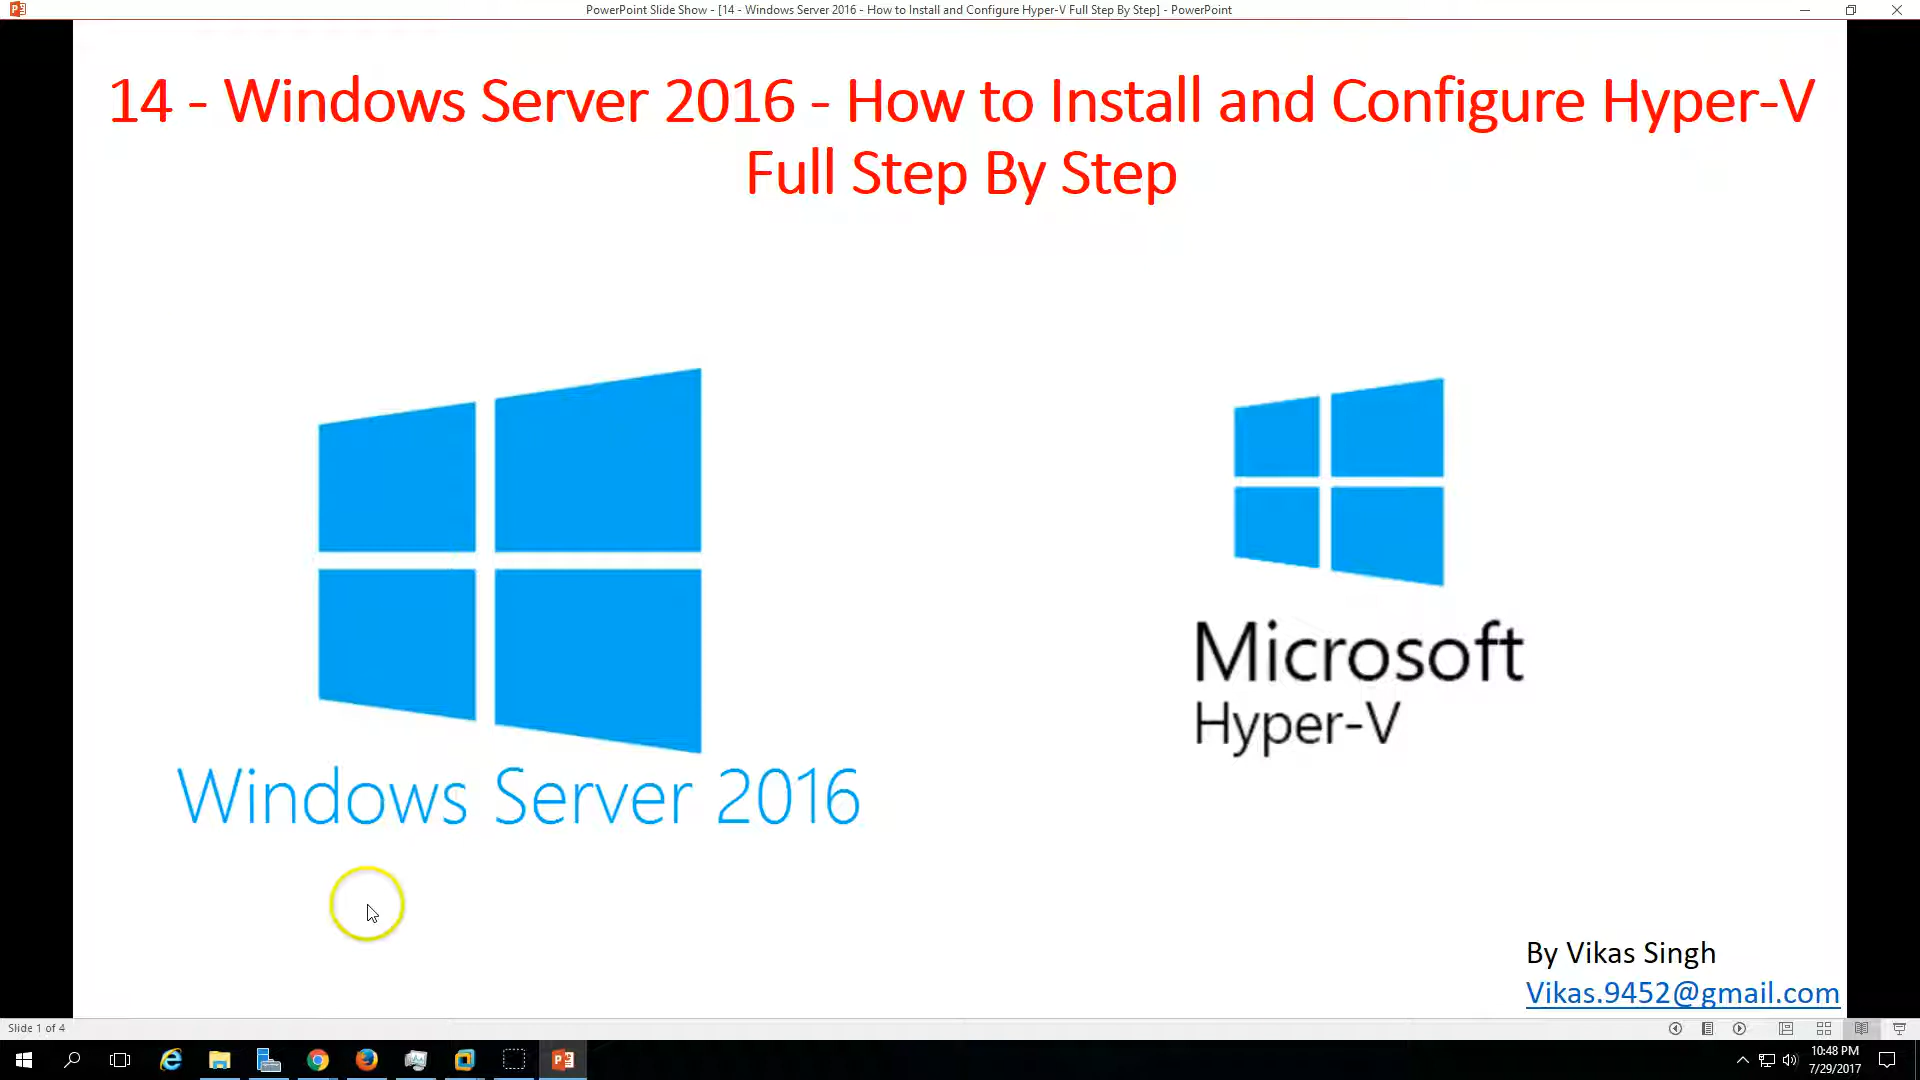 PowerPoint Slide Show - [14 - Windows Server 2016 - How to Install and Configure Hyper-V Full Step By Step] - PowerPoint
14 - Windows Server 2016 - How to Install and Configure Hyper-V
Full Step By Step
Windows Server 2016
Microsoft
Hyper-V
By Vikas Singh
Vikas.9452@gmail.com
Slide 1 of 4
10:48 PM
7/29/2017